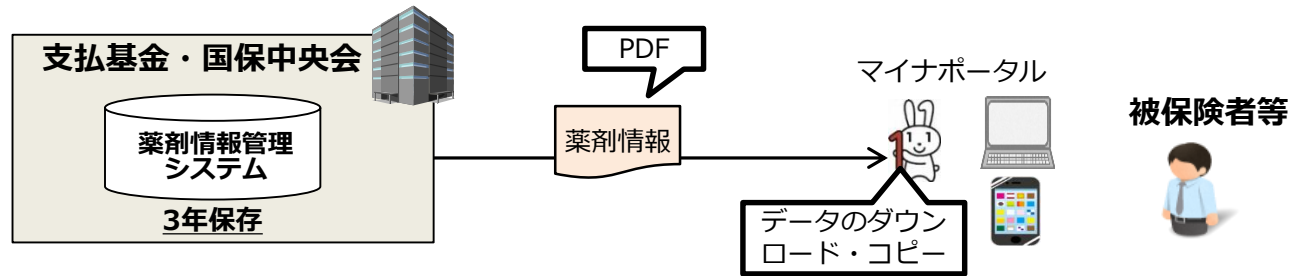 支払基金・国保中央会
薬剤情報管理
システム
3年保存
PDF
薬剤情報
マイナポータル
1
データのダウン
ロード・コピー
被保険者等